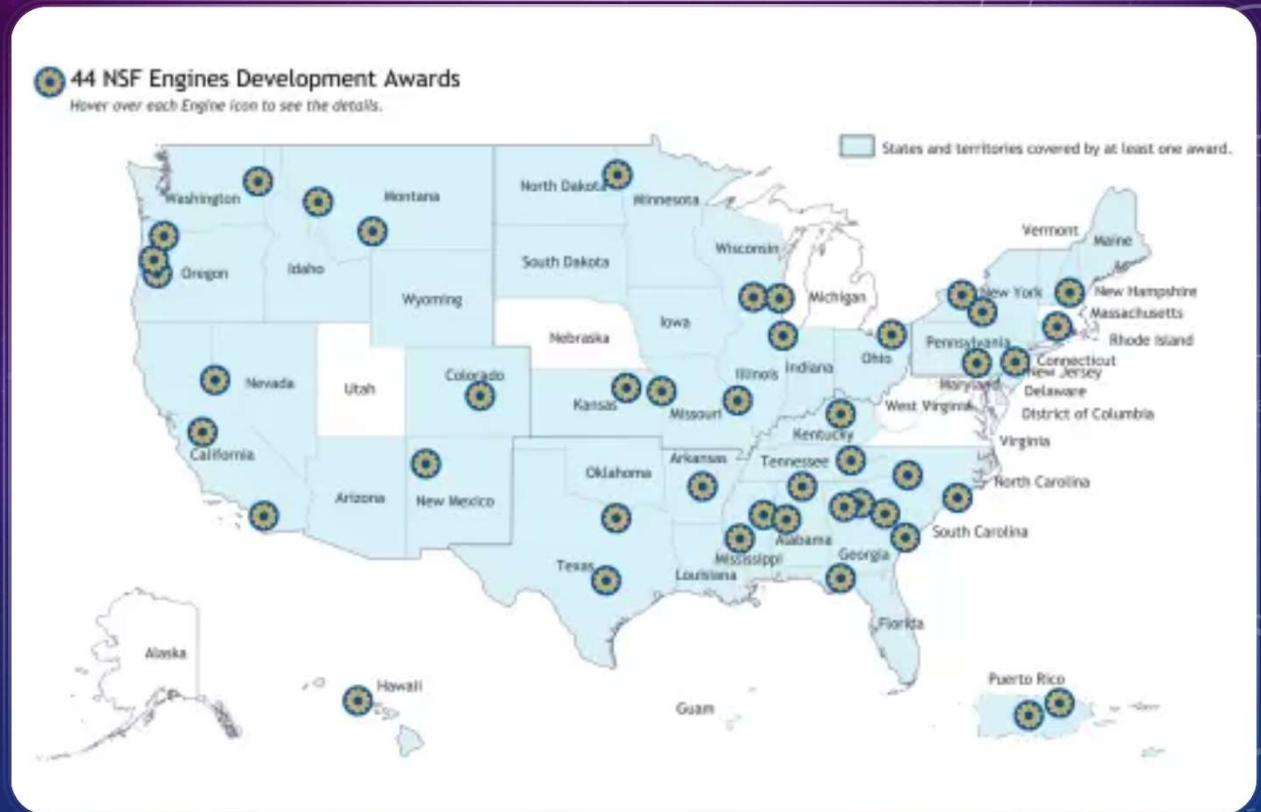 44 NSF Engines Development Awards
Hover over each Engine icon to see the details.
States and territories covered by at least one award.
Washington
Montana
North Dakota
Minnesota
Vermont
Maine
Oregon
Idaho
South Dakota
Wisconsin
Wyoming
Michigan
New York
New Hampshire
Massachusetts
Iowa
Nebraska
Rhode Island
Pennsylvania
Connecticut
Nevada
Utah
Colorado
Illinois
Indiana
Ohio
New Jersey
Maryland
Delaware
Kansas
Missouri
West Virginia
District of Columbia
Kentucky
Virginia
California
Arkansas
Tennessee
Oklahoma
North Carolina
Arizona
New Mexico
South Carolina
Alabama
Georgia
Mississippi
Texas
Louisiana
Florida
Alaska
Hawaii
Guam
Puerto Rico